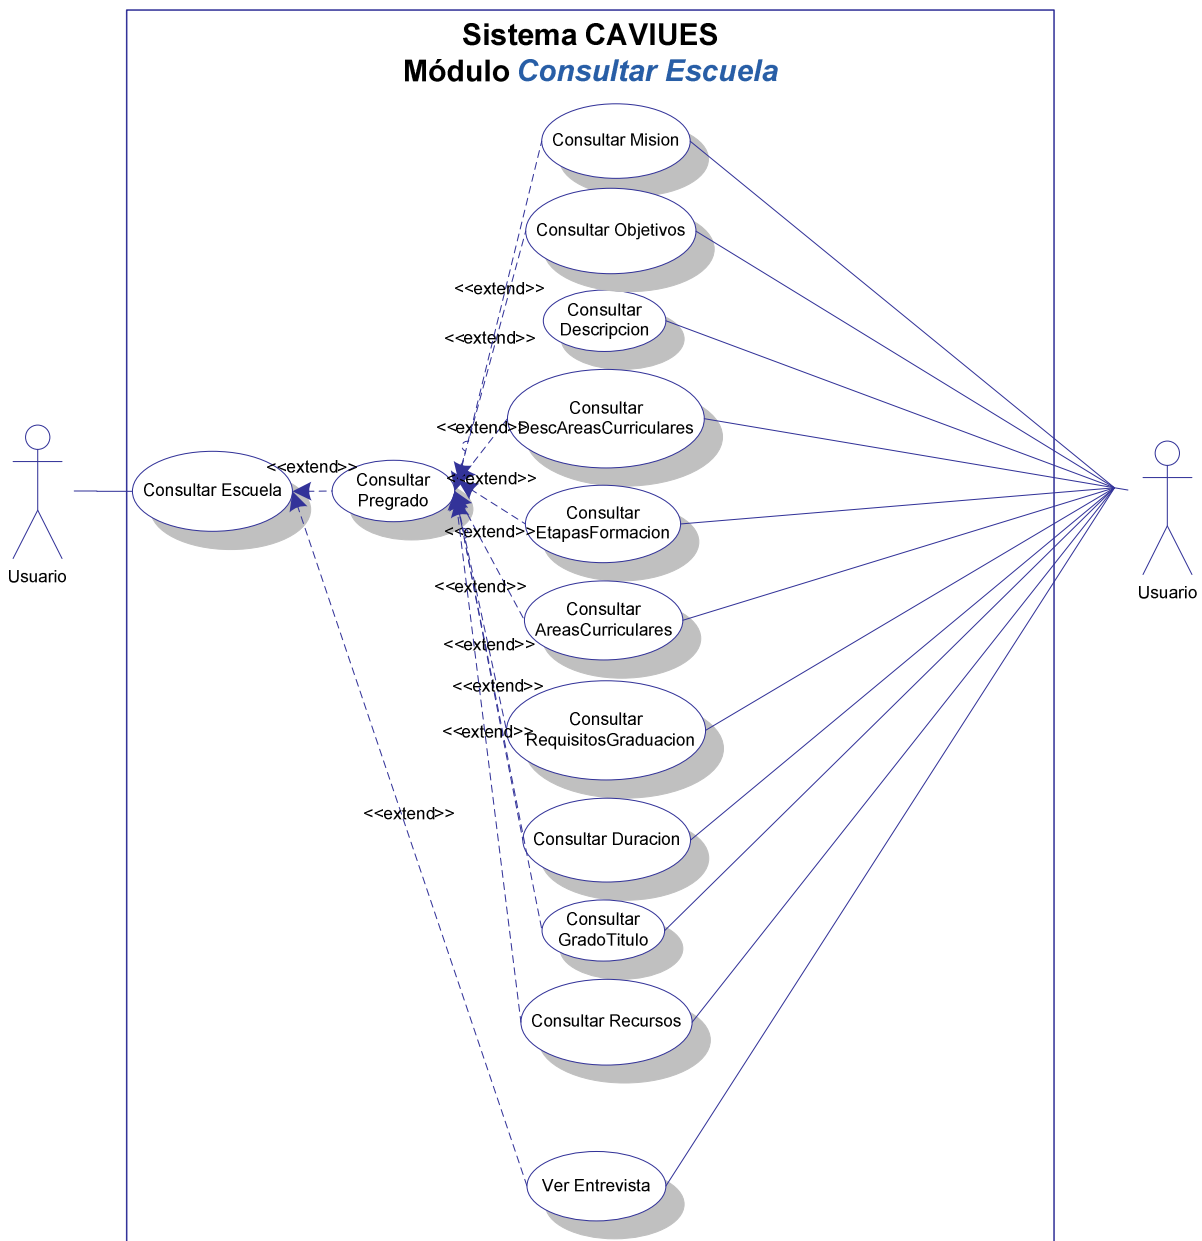 Sistema CAVIUES
Módulo Consultar Escuela
Consultar Mision
Consultar Objetivos
<<extend>>
Consultar
Descripcion
<<extend>>
Consultar
DescAreasCurriculares
<<extend>>
<<extend>>
Consultar Escuela
Consultar
Pregrado
<<extend>>
Consultar
EtapasFormacion
<<extend>>
Usuario
Usuario
<<extend>>
Consultar
AreasCurriculares
<<extend>>
<<extend>>
Consultar
RequisitosGraduacion
<<extend>>
<<extend>>
Consultar Duracion
Consultar
GradoTitulo
Consultar Recursos
Ver Entrevista